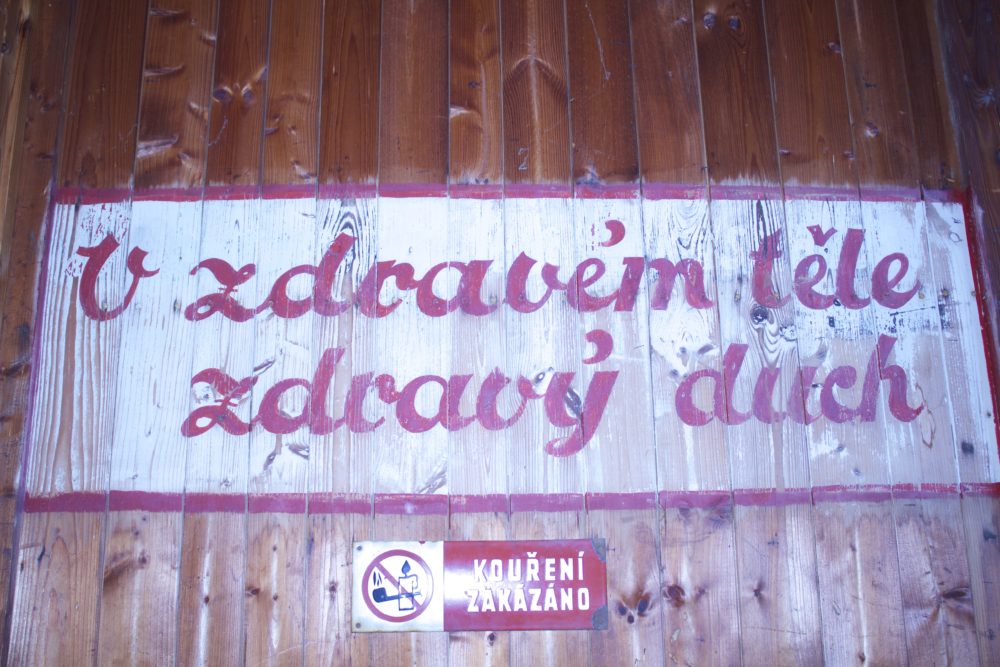 V zdravém těle
zdravý duch
KOUŘENÍ
ZAKÁZÁNO